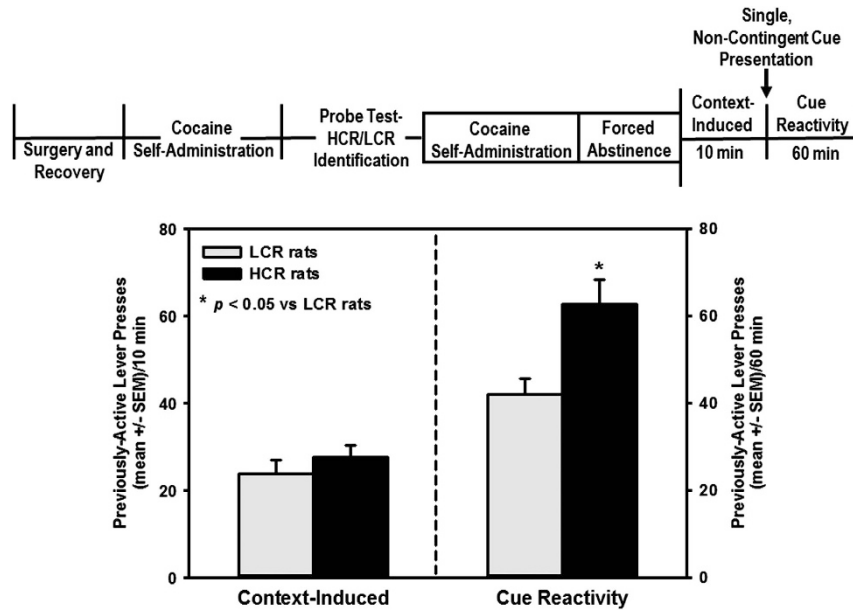 Single,
Non-Contingent Cue
Presentation
Surgery and
Recovery
Cocaine
Self-Administration
Probe Test-
HCR/LCR
Identification
Cocaine
Self-Administration
Forced
Abstinence
Context-
Induced
10 min
Cue
Reactivity
60 min
Previously-Active Lever Presses
(mean +/- SEM)/10 min
80
60
40
20
0
LCR rats
HCR rats
* p < 0.05 vs LCR rats
*
80
60
40
20
0
Previously-Active Lever Presses
(mean +/- SEM)/60 min
Context-Induced
Cue Reactivity